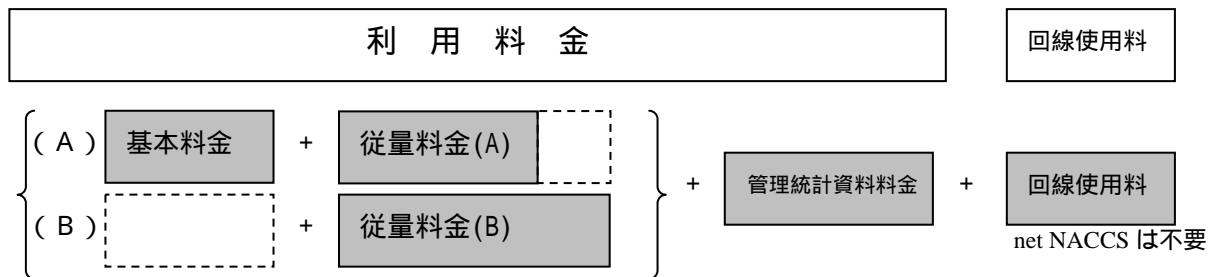 利 用 料 金 回線使用料
( A ) 基本料金 + 従量料金(A)
+ 管理統計資料料金 + 回線使用料
( B ) + 従量料金(B)
net NACCS は不要